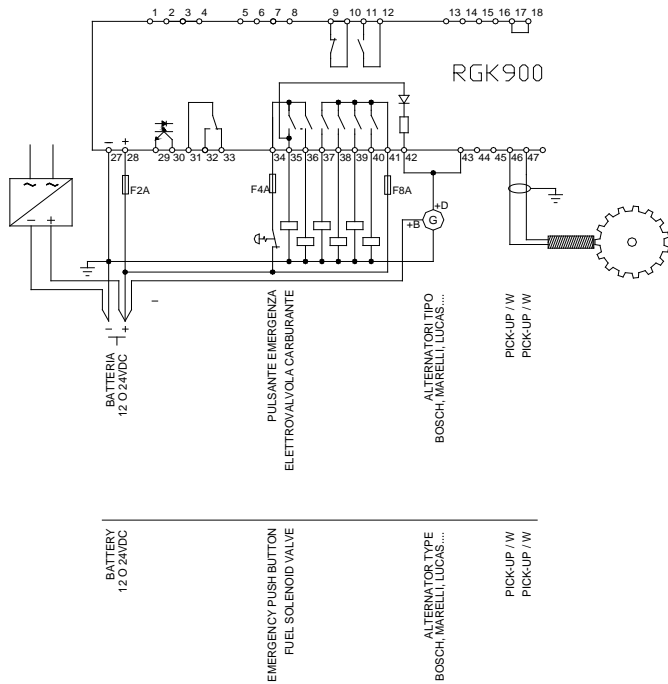 1 2 3 4 5 6 7 8 9 10 11 12 13 14 15 16 17 18
RGK900
– +
27 28 29 30 31 32 33 34 35 36 37 38 39 40 41 42 43 44 45 46 47
~ ~
– +
F2A
F4A
F8A
+D
+B
G
–
– +
BATTERIA
12 O 24VDC
PULSANTE EMERGENZA
ELETTROVALVOLA CARBURANTE
ALTERNATORI TIPO
BOSCH, MARELLI, LUCAS....
PICK-UP / W
PICK-UP / W
BATTERY
12 O 24VDC
EMERGENCY PUSH BUTTON
FUEL SOLENOID VALVE
ALTERNATOR TYPE
BOSCH, MARELLI, LUCAS....
PICK-UP / W
PICK-UP / W